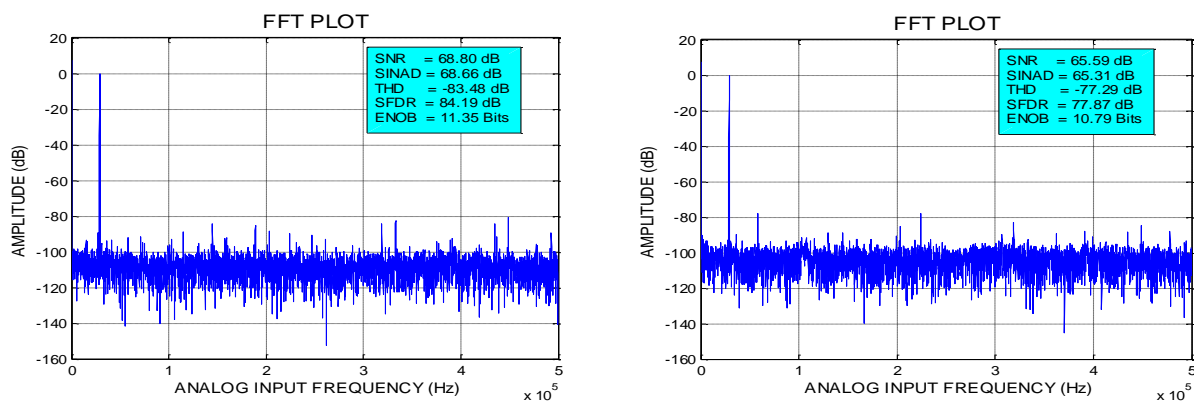 FFT PLOT
20
0
-20
-40
-60
-80
-100
-120
-140
-160
AMPLITUDE (dB)
SNR = 68.80 dB
SINAD = 68.66 dB
THD = -83.48 dB
SFDR = 84.19 dB
ENOB = 11.35 Bits
0 1 2 3 4 5
ANALOG INPUT FREQUENCY (Hz)
x 10^5
FFT PLOT
20
0
-20
-40
-60
-80
-100
-120
-140
-160
AMPLITUDE (dB)
SNR = 65.59 dB
SINAD = 65.31 dB
THD = -77.29 dB
SFDR = 77.87 dB
ENOB = 10.79 Bits
0 1 2 3 4 5
ANALOG INPUT FREQUENCY (Hz)
x 10^5